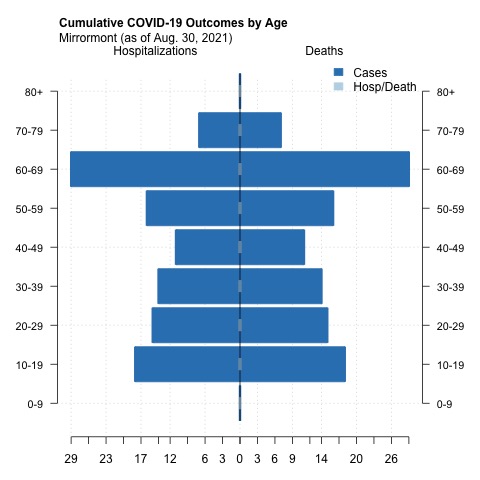 Cumulative COVID-19 Outcomes by Age
Mirrormont (as of Aug. 30, 2021)
Hospitalizations Deaths
Cases
Hosp/Death
80+ 80+
70-79 70-79
60-69 60-69
50-59 50-59
40-49 40-49
30-39 30-39
20-29 20-29
10-19 10-19
0-9 0-9
29 23 17 12 6 3 0 3 6 9 14 20 26